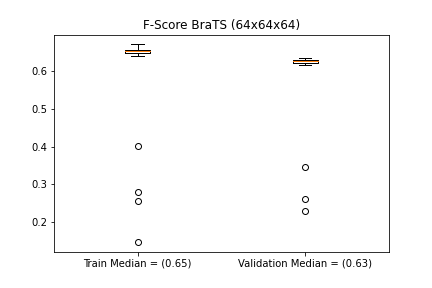 F-Score BraTS (64x64x64)
0.6
0.5
0.4
0.3
0.2
Train Median = (0.65) Validation Median = (0.63)